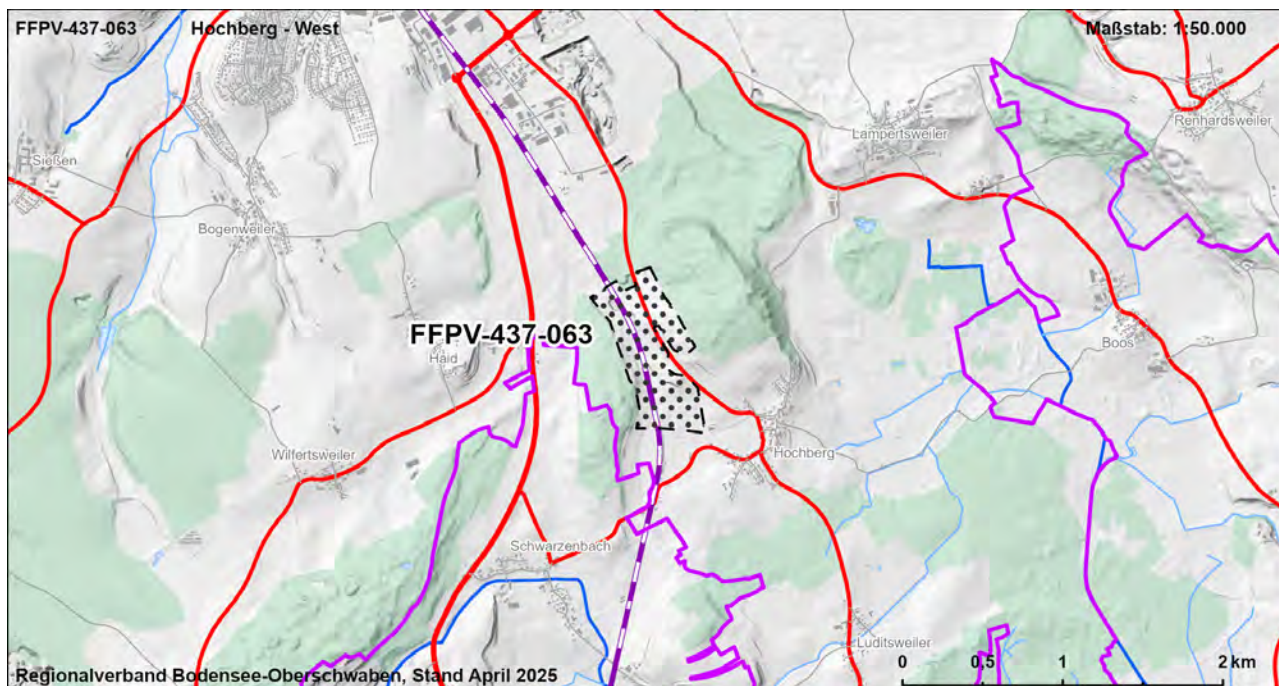 FFPV-437-063 Hochberg - West Maßstab: 1:50.000
Renhardsweiler
Lampertsweiler
Sießen
Bogenweiler
FFPV-437-063
Haid
Boos
Wilfertsweiler
Hochberg
Schwarzenbach
Luditsweiler
0 0,5 1 2 km
Regionalverband Bodensee-Oberschwaben, Stand April 2025